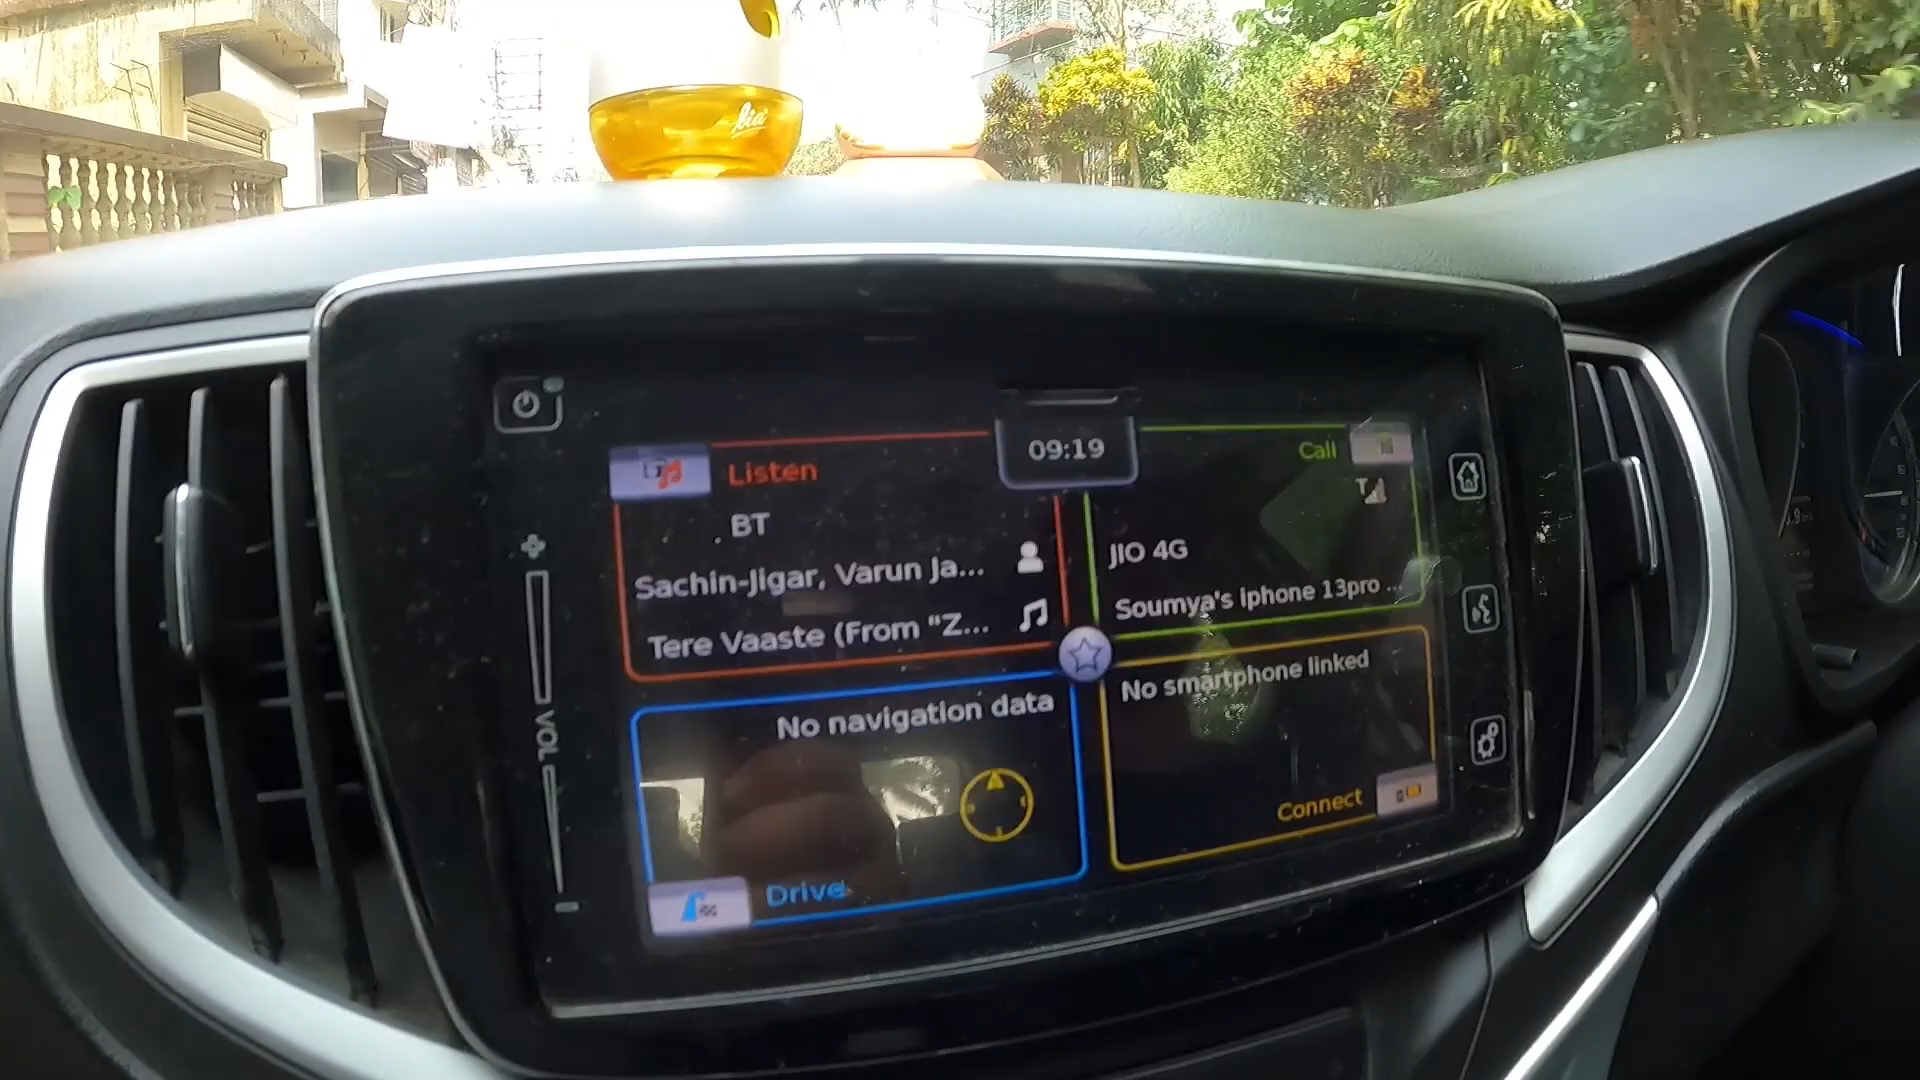 09:19
Listen
BT
Sachin-Jigar, Varun Ja...
Tere Vaaste (From "Z...
Call
JIO 4G
Soumya's iphone 13pro ...
No navigation data
Drive
No smartphone linked
Connect
VOL